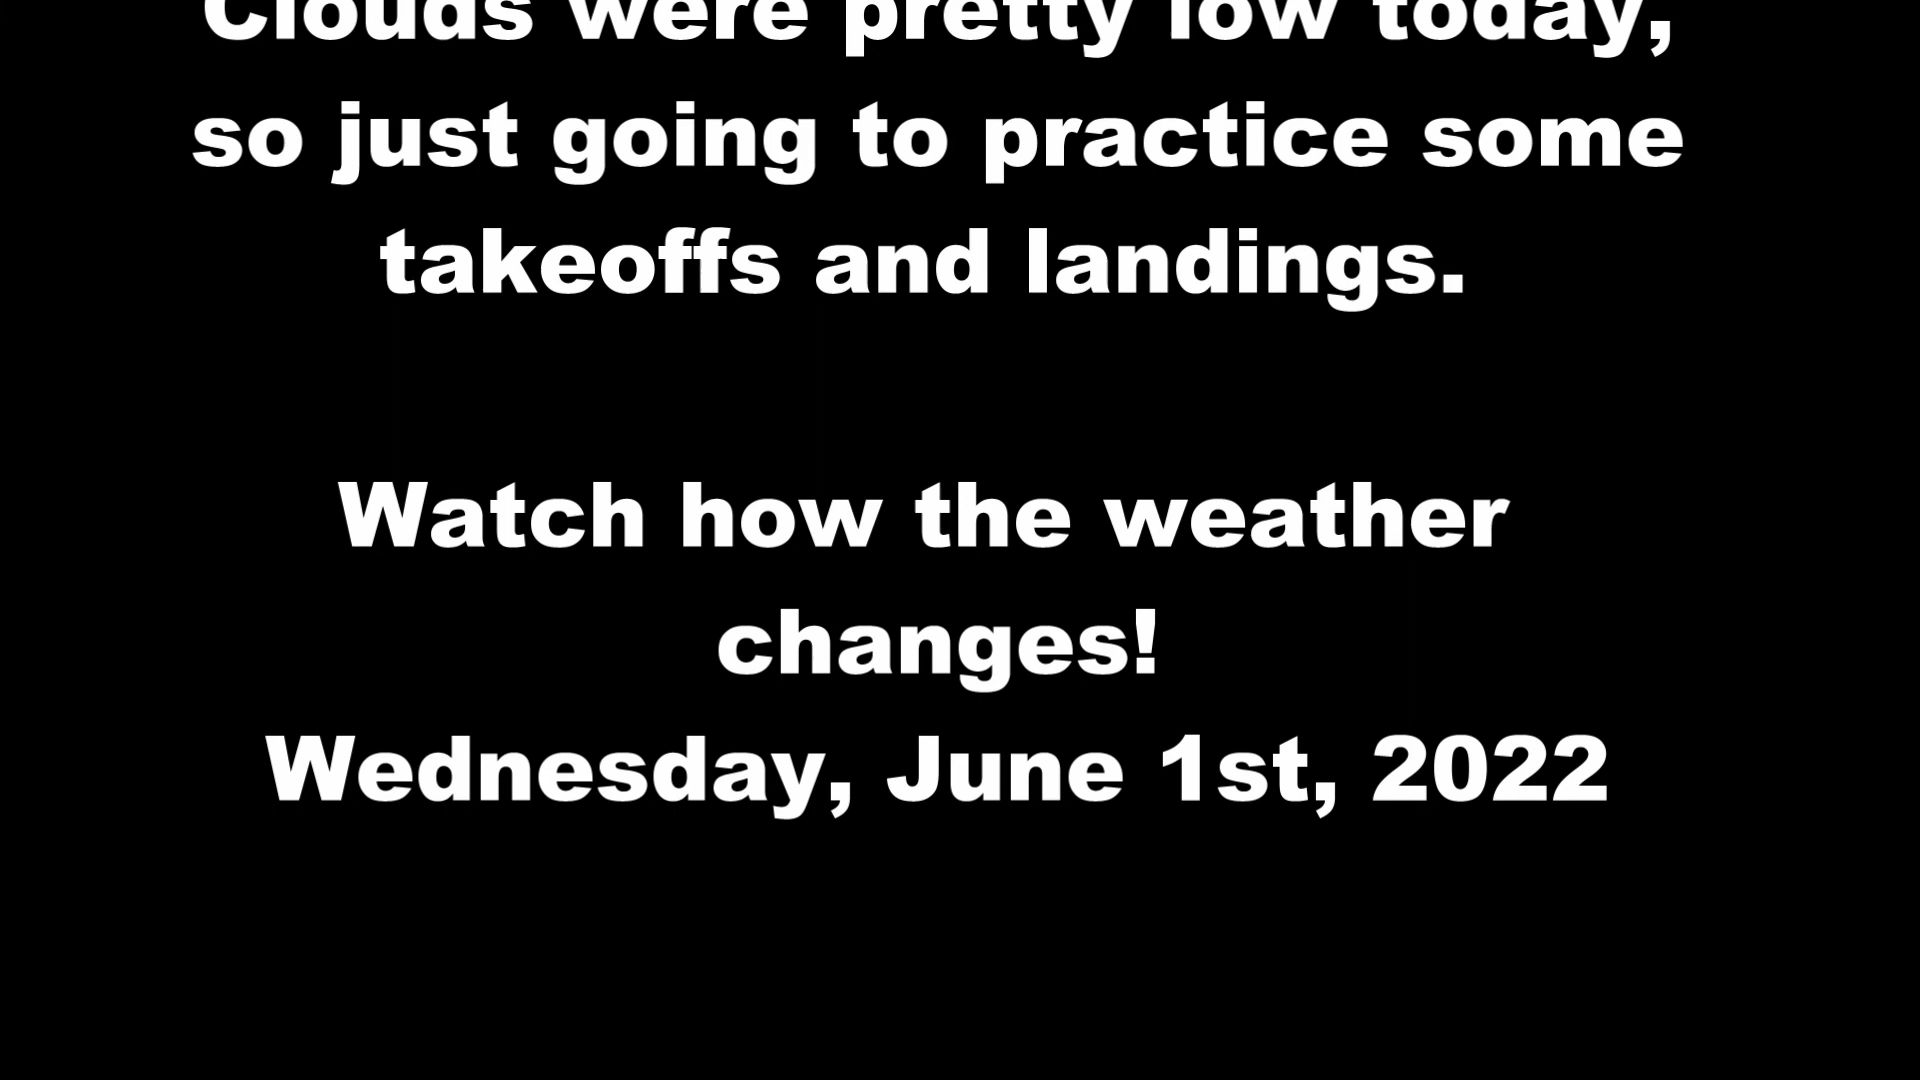 Clouds were pretty low today,
so just going to practice some
takeoffs and landings.
Watch how the weather
changes!
Wednesday, June 1st, 2022